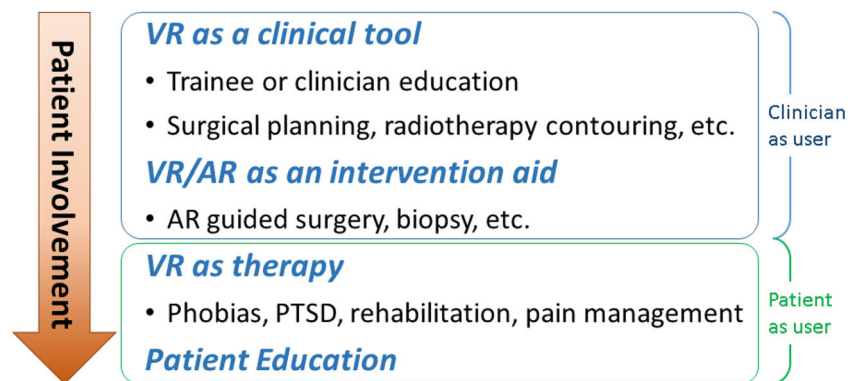 Patient Involvement
VR as a clinical tool
• Trainee or clinician education
• Surgical planning, radiotherapy contouring, etc.
VR/AR as an intervention aid
• AR guided surgery, biopsy, etc.
Clinician
as user
VR as therapy
• Phobias, PTSD, rehabilitation, pain management
Patient Education
Patient
as user